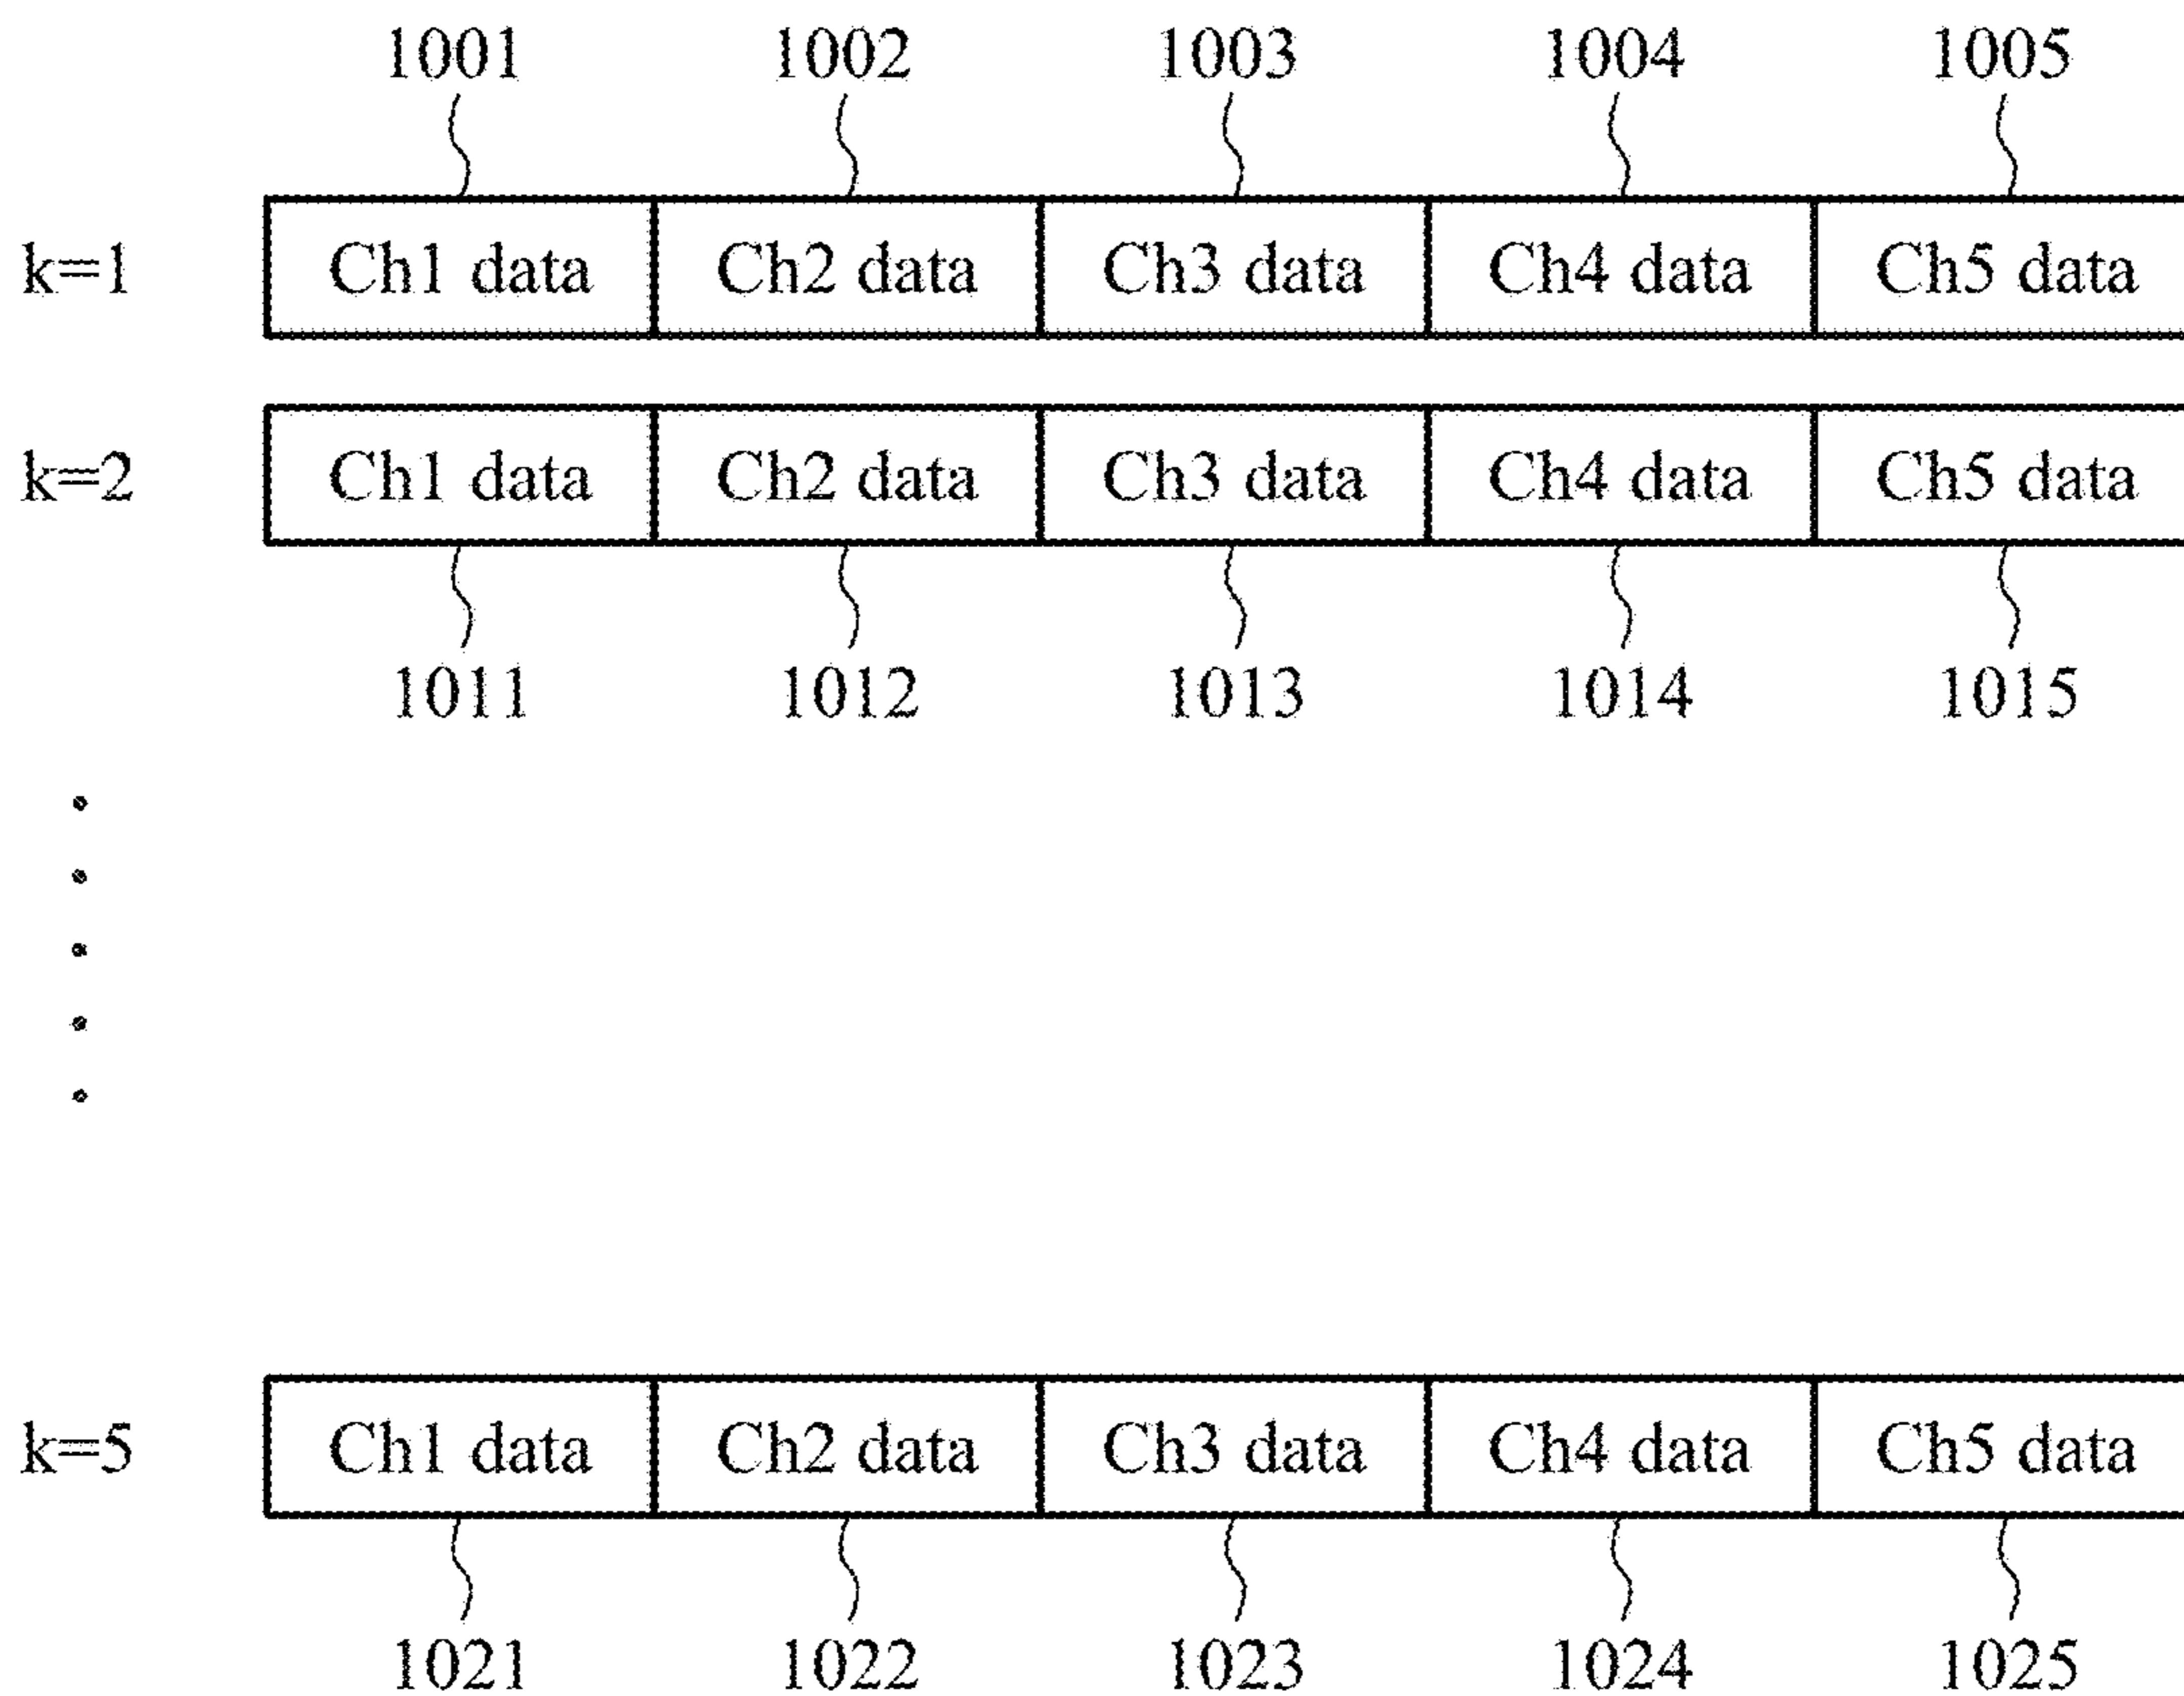 1001 1002 1003 1004 1005
k=1 Ch1 data Ch2 data Ch3 data Ch4 data Ch5 data
k=2 Ch1 data Ch2 data Ch3 data Ch4 data Ch5 data
1011 1012 1013 1014 1015
k=5 Ch1 data Ch2 data Ch3 data Ch4 data Ch5 data
1021 1022 1023 1024 1025